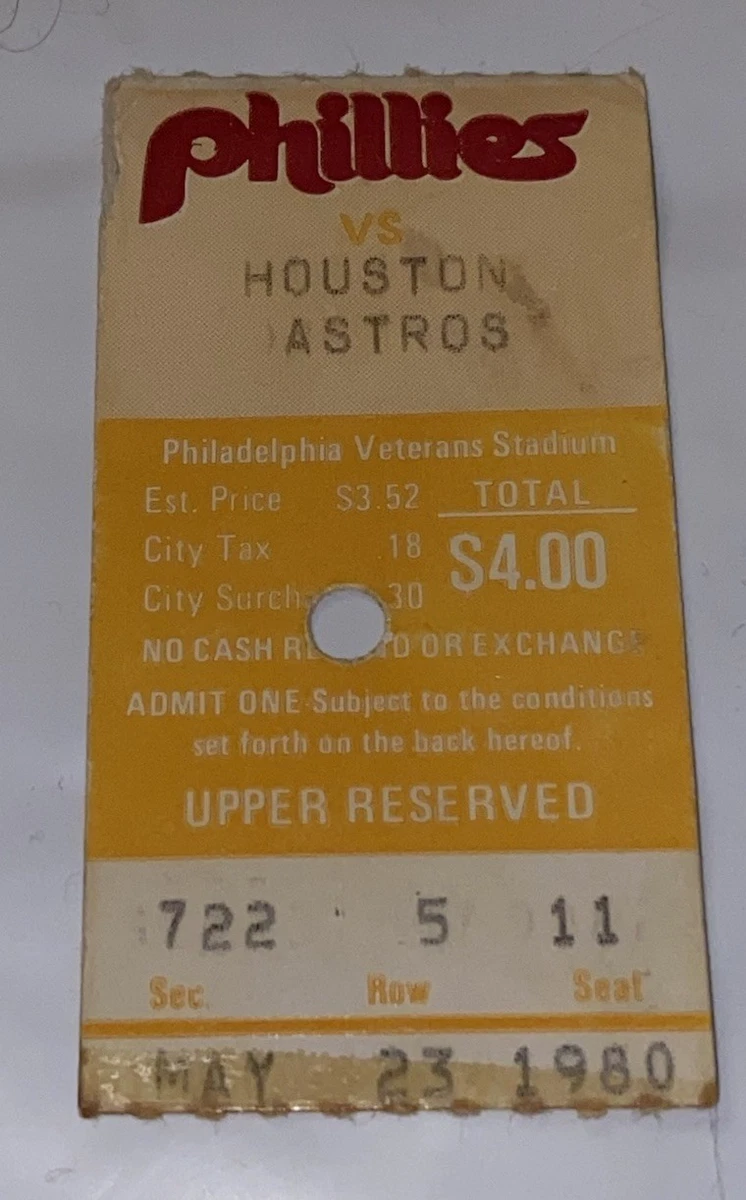 Phillies
VS
HOUSTON
ASTROS
Philadelphia Veterans Stadium
Est. Price $3.52 TOTAL
City Tax .18 $4.00
City .30
NO CASH OR EXCHANGE
ADMIT ONE Subject to the conditions
set forth on the back hereof.
UPPER RESERVED
722 5 11
Sec. Row Seat
MAY 23 1980